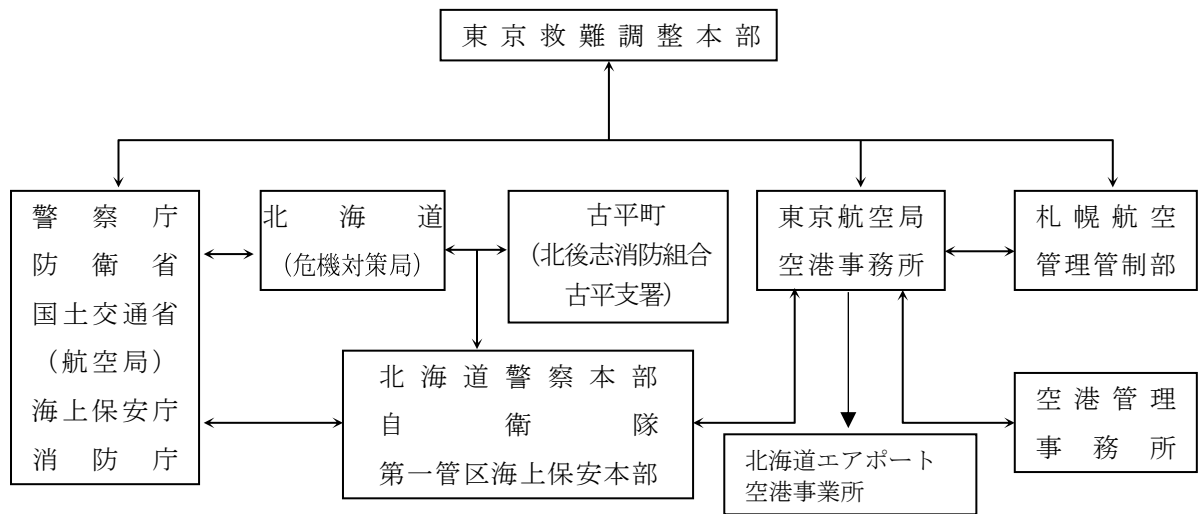 東京救難調整本部
警察庁
防衛省
国土交通省
(航空局)
海上保安庁
消防庁
北海道
(危機対策局)
古平町
(北後志消防組合
古平支署)
東京航空局
空港事務所
札幌航空
管理管制部
北海道警察本部
自衛隊
第一管区海上保安本部
北海道エアポート
空港事業所
空港管理
事務所